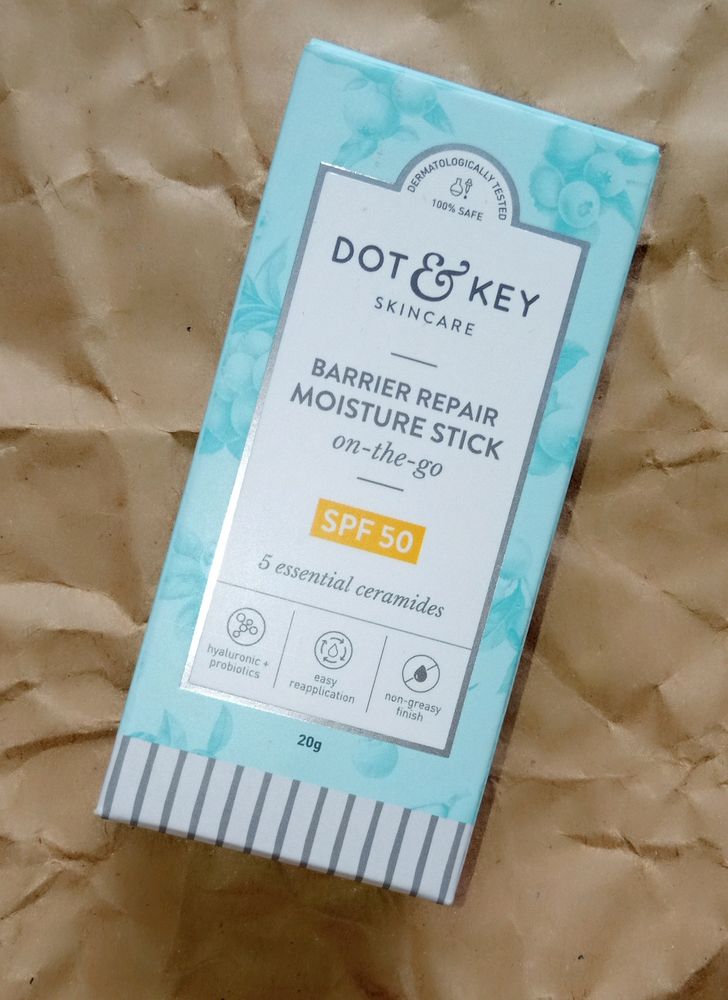 DERMATOLOGICALLY TESTED
100% SAFE
DOT & KEY
SKINCARE
BARRIER REPAIR
MOISTURE STICK
on-the-go
SPF 50
5 essential ceramides
hyaluronic +
probiotics
easy
reapplication
non-greasy
finish
20g